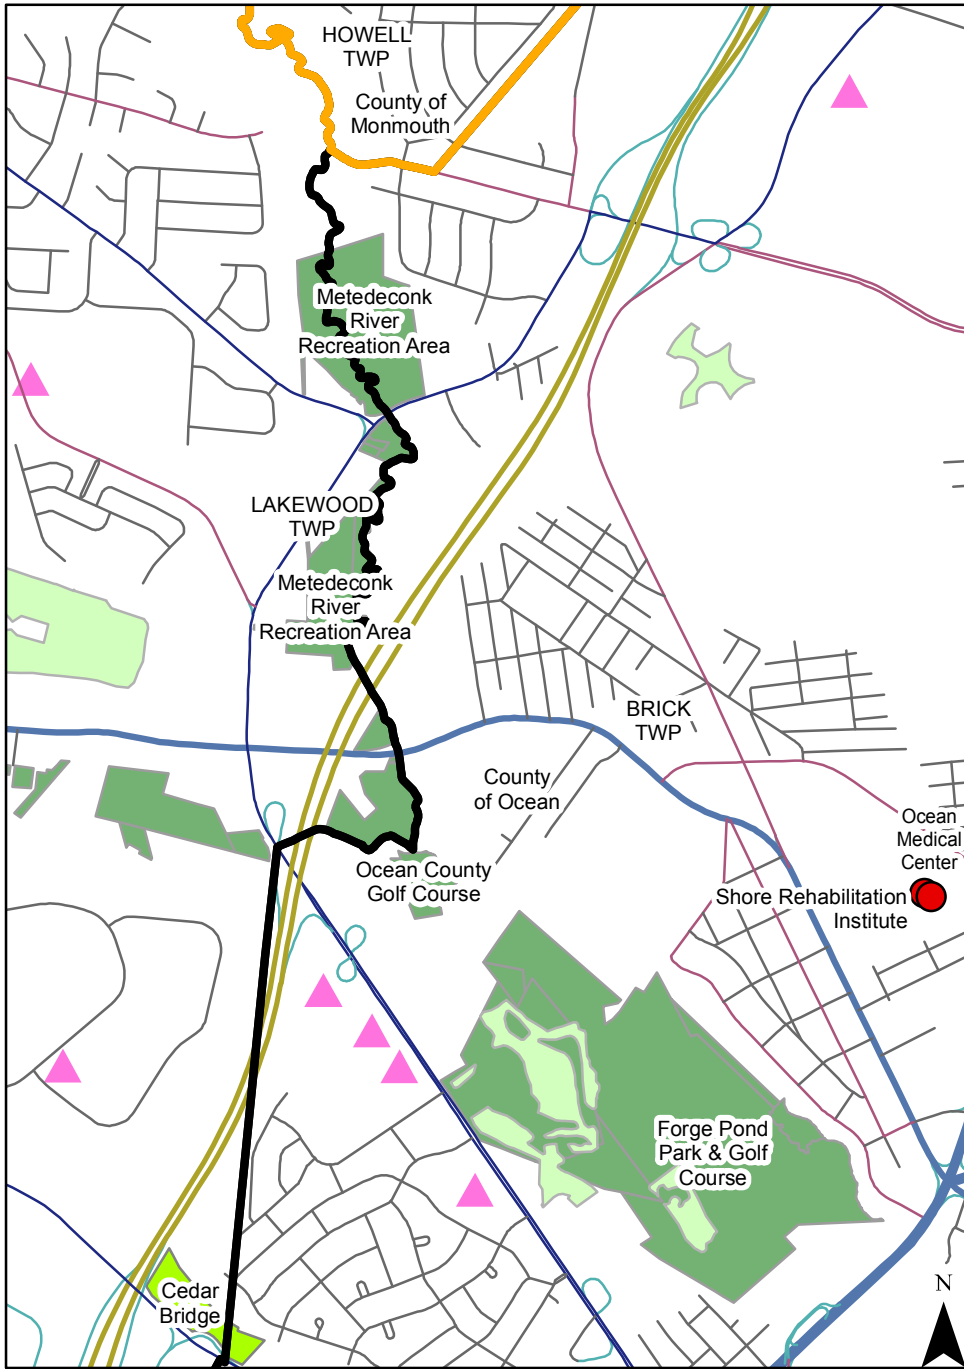 HOWELL
TWP
County of
Monmouth
Metedeconk
River
Recreation Area
LAKEWOOD
TWP
Metedeconk
River
Recreation Area
BRICK
TWP
County
of Ocean
Ocean
Medical
Center
Ocean County
Golf Course
Shore Rehabilitation
Institute
Forge Pond
Park & Golf
Course
Cedar
Bridge
N